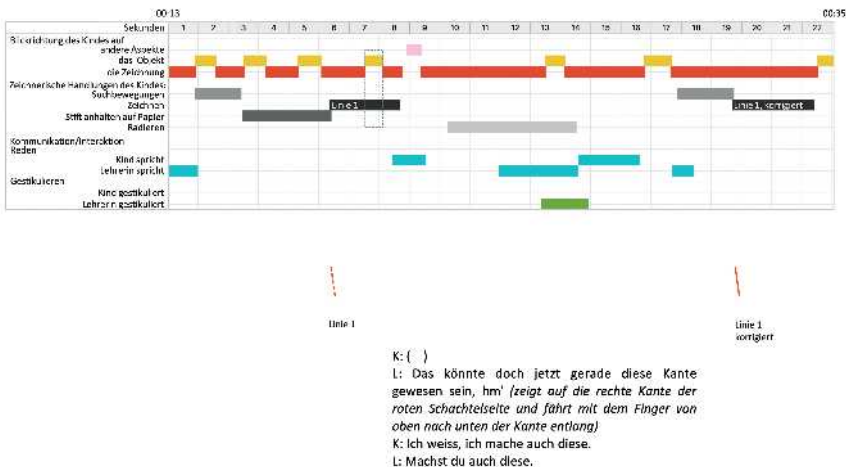 00:13 00:35
Sekunden 1 2 3 4 5 6 7 8 9 10 11 12 13 14 15 16 17 18 19 20 21 22
Blickrichtung des Kindes auf
andere Aspekte
das Objekt
die Zeichnung
Zeichnerische Handlungen des Kindes:
Suchbewegungen
Zeichnen Linie 1 Linie 1, korrigiert
Stift anhalten auf Papier
Radieren
Kommunikation/Interaktion
Reden
Kind spricht
Lehrerin spricht
Gestikulieren
Kind gestikuliert
Lehrerin gestikuliert
Linie 1 Linie 1
korrigiert
K: ( )
L: Das könnte doch jetzt gerade diese Kante
gewesen sein, hm' (zeigt auf die rechte Kante der
roten Schachtelseite und fährt mit dem Finger von
oben nach unten der Kante entlang)
K: Ich weiss, ich mache auch diese.
L: Machst du auch diese.